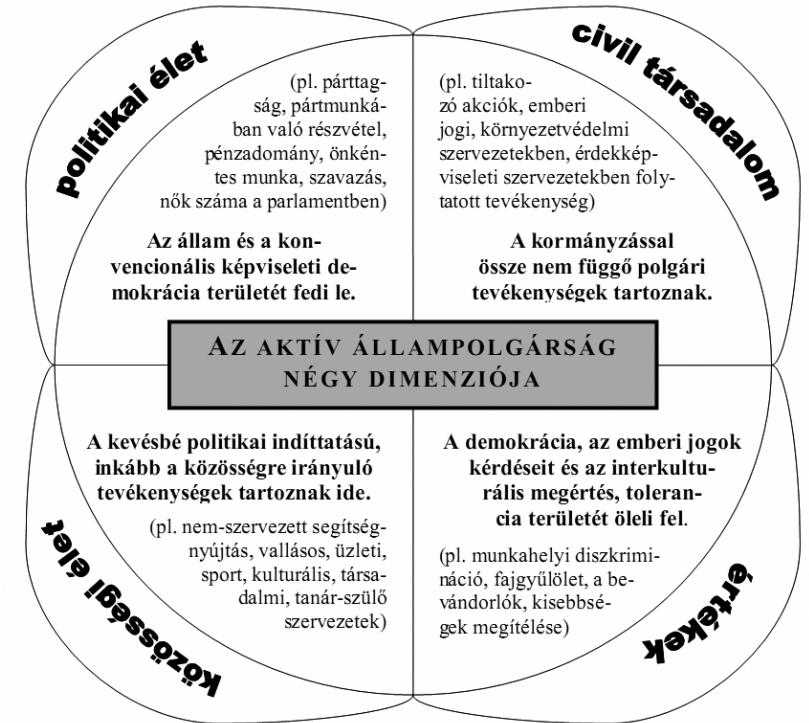 politikai élet
(pl. párttag-
ság, pártmunká-
ban való részvétel,
pénzadomány, önkén-
tes munka, szavazás,
nők száma a parlamentben)
Az állam és a kon-
vencionális képviseleti de-
mokrácia területét fedi le.
civil társadalom
(pl. tiltako-
zó akciók, emberi
jogi, környezetvédelmi
szervezetekben, érdekkép-
viseleti szervezetekben foly-
tatott tevékenység)
A kormányzással
össze nem függő polgári
tevékenységek tartoznak.
AZ AKTÍV ÁLLAMPOLGÁRSÁG
NÉGY DIMENZIÓJA
A kevésbé politikai indíttatású,
inkább a közösségre irányuló
tevékenységek tartoznak ide.
(pl. nem-szervezett segítség-
nyújtás, vallásos, üzleti,
sport, kulturális, társa-
dalmi, tanár-szülő
szervezetek)
közösségi élet
A demokrácia, az emberi jogok
kérdéseit és az interkultu-
rális megértés, toleran-
cia területét öleli fel.
(pl. munkahelyi diszkrimi-
náció, fajgyűlölet, a be-
vándorlók, kisebbsé-
gek megítélése)
értékek